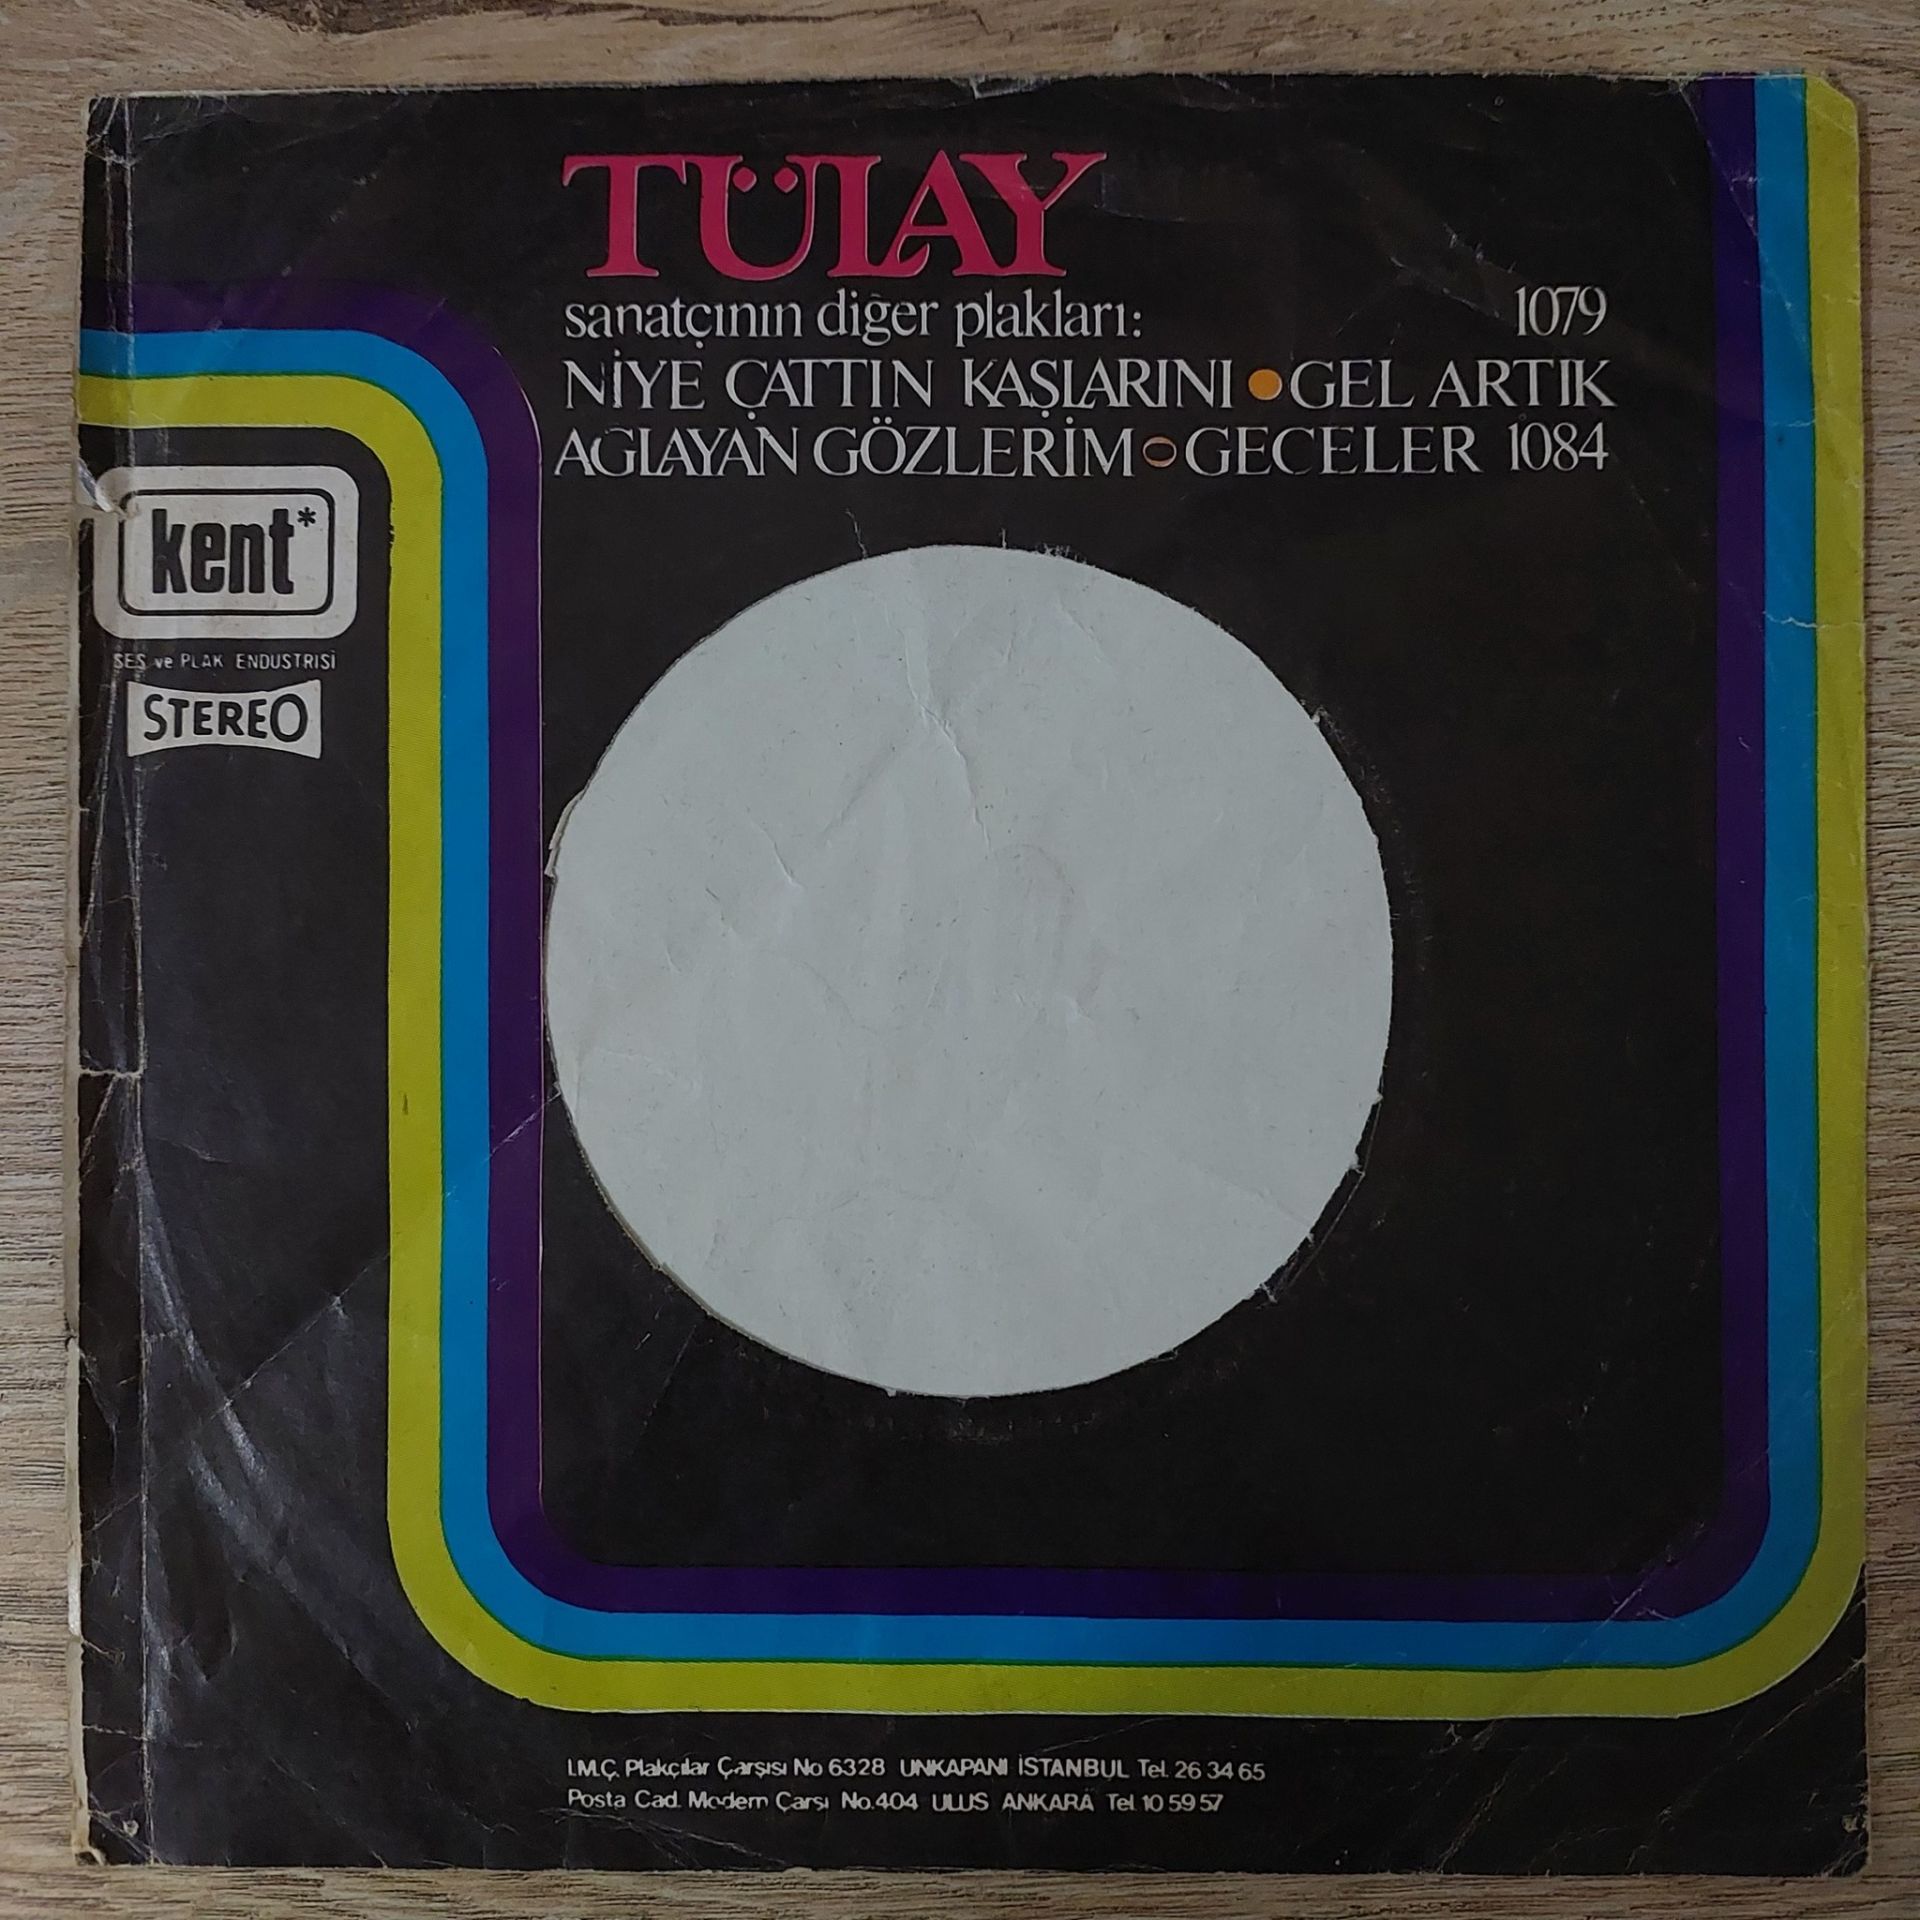 TÜLAY
sanatçının diğer plakları: 1079
NİYE ÇATTIN KAŞLARINI GEL ARTIK
AĞLAYAN GÖZLERİM GECELER 1084
kent*
SES ve PLAK ENDUSTRISİ
STEREO
İ.M.Ç. Plakçılar Çarşısı No 6328 UNKAPANI İSTANBUL Tel. 26 34 65
Posta Cad. Modern Çarsı No.404 ULUS ANKARA Tel. 10 59 57